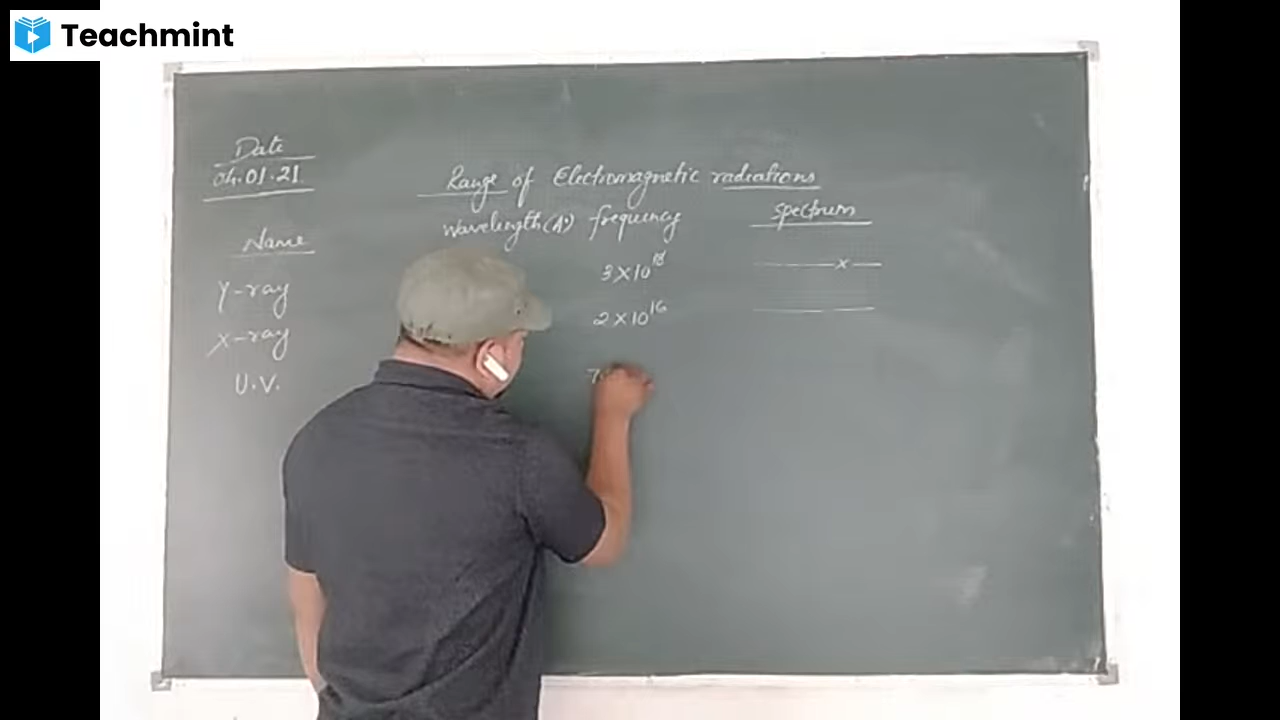 Teachmint
Date
04.01.21
Range of Electromagnetic radiations
Name Wavelength (A°) frequency spectrum
γ-ray 3×10¹⁸ ——x—
X-ray 2×10¹⁶ ———
U.V. 7